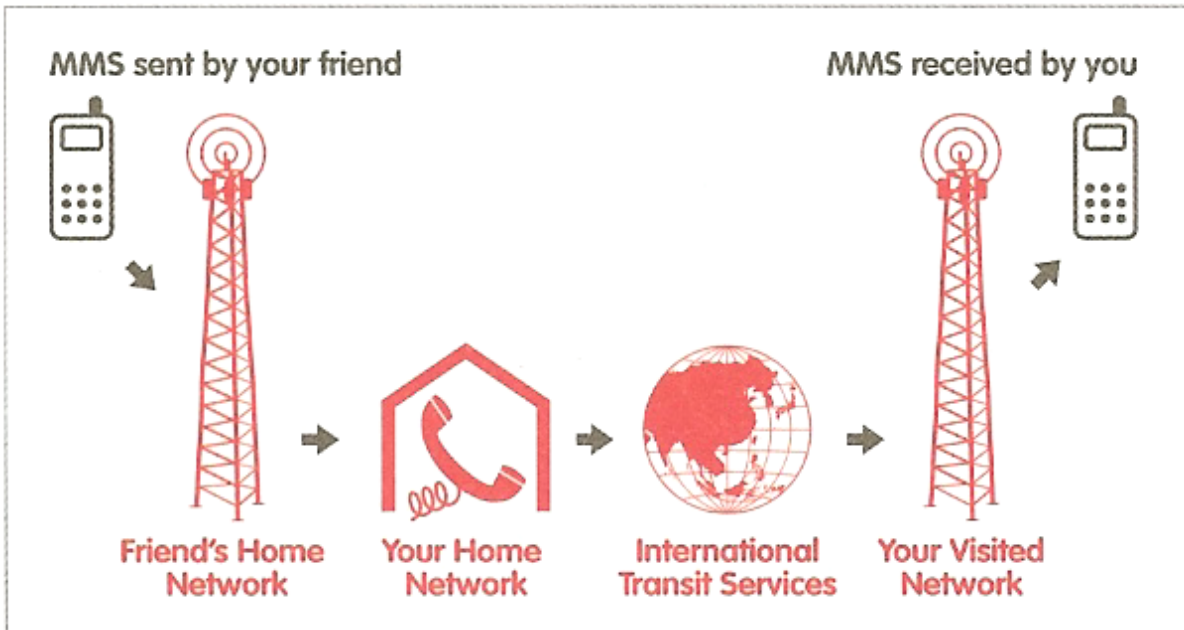 MMS sent by your friend
MMS received by you
Friend's Home
Network
Your Home
Network
International
Transit Services
Your Visited
Network